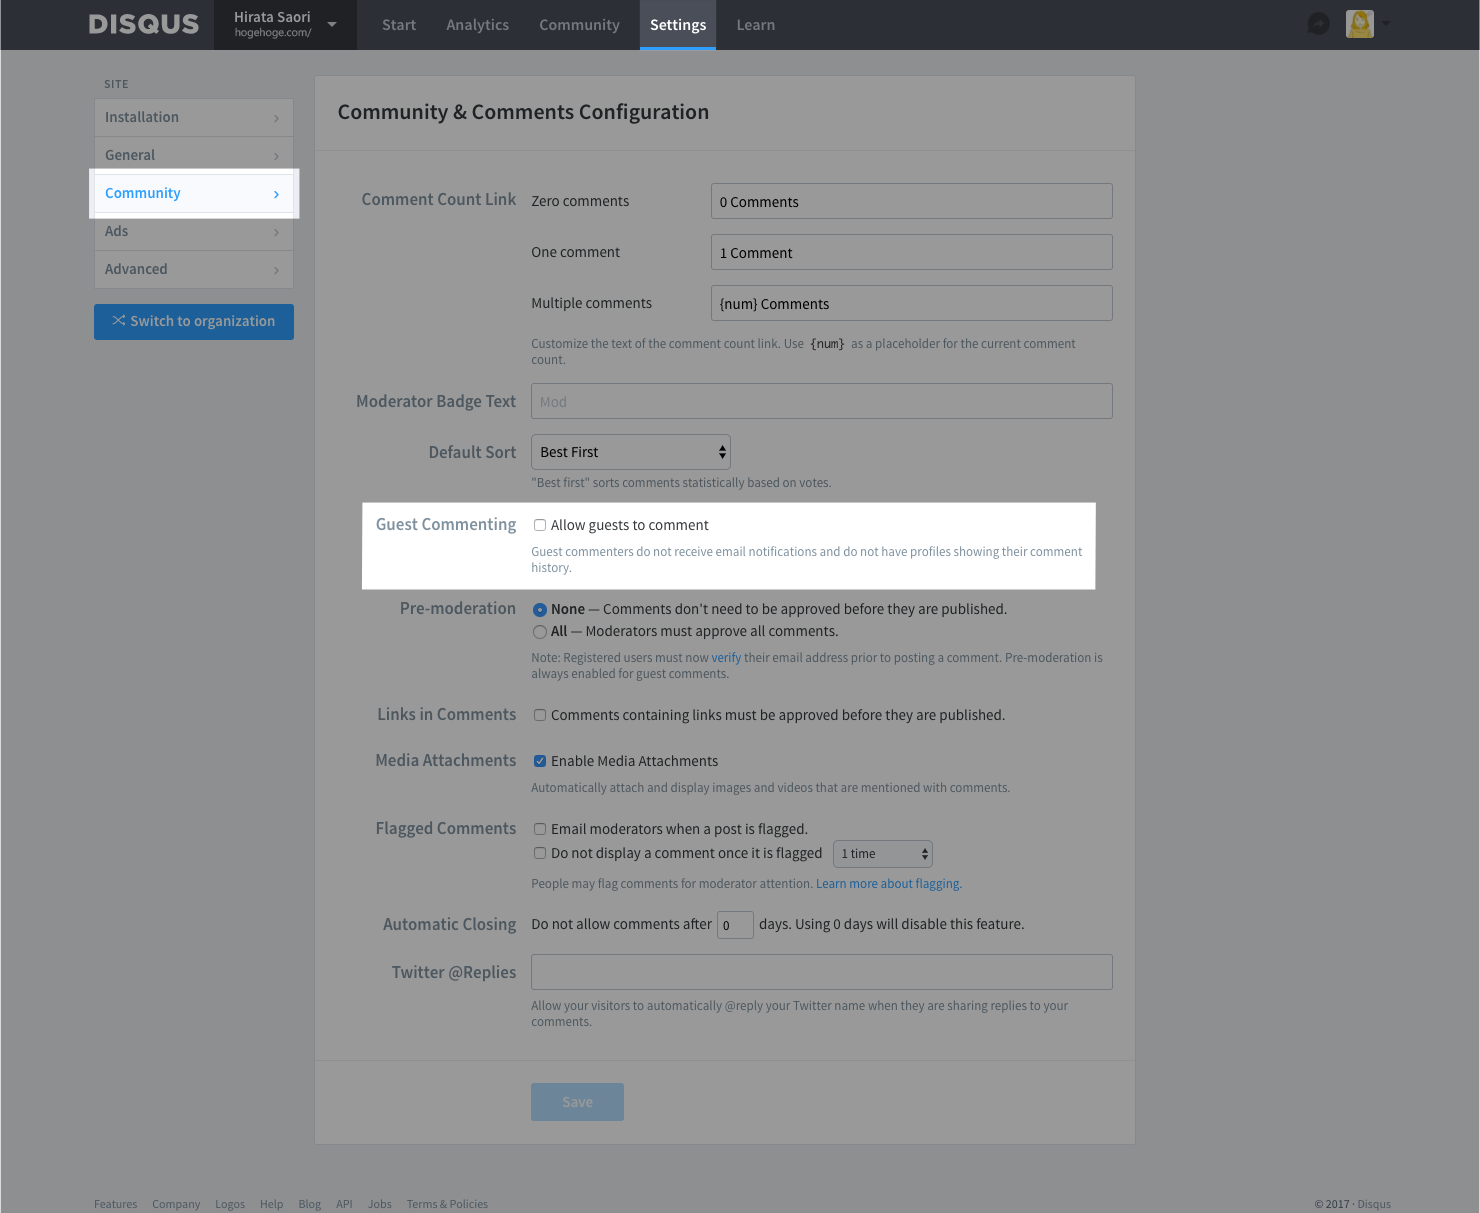 DISQUS
Hirata Saori
hogehoge.com/
Start
Analytics
Community
Settings
Learn
SITE
Installation
General
Community
Ads
Advanced
Switch to organization
Community & Comments Configuration
Comment Count Link
Zero comments
0 Comments
One comment
1 Comment
Multiple comments
{num} Comments
Customize the text of the comment count link. Use {num} as a placeholder for the current comment
count.
Moderator Badge Text
Mod
Default Sort
Best First
"Best first" sorts comments statistically based on votes.
Guest Commenting
Allow guests to comment
Guest commenters do not receive email notifications and do not have profiles showing their comment
history.
Pre-moderation
None — Comments don't need to be approved before they are published.
All — Moderators must approve all comments.
Note: Registered users must now verify their email address prior to posting a comment. Pre-moderation is
always enabled for guest comments.
Links in Comments
Comments containing links must be approved before they are published.
Media Attachments
Enable Media Attachments
Automatically attach and display images and videos that are mentioned with comments.
Flagged Comments
Email moderators when a post is flagged.
Do not display a comment once it is flagged
1 time
People may flag comments for moderator attention. Learn more about flagging.
Automatic Closing
Do not allow comments after 0 days. Using 0 days will disable this feature.
Twitter @Replies
Allow your visitors to automatically @reply your Twitter name when they are sharing replies to your
comments.
Save
Features
Company
Logos
Help
Blog
API
Jobs
Terms & Policies
© 2017 · Disqus